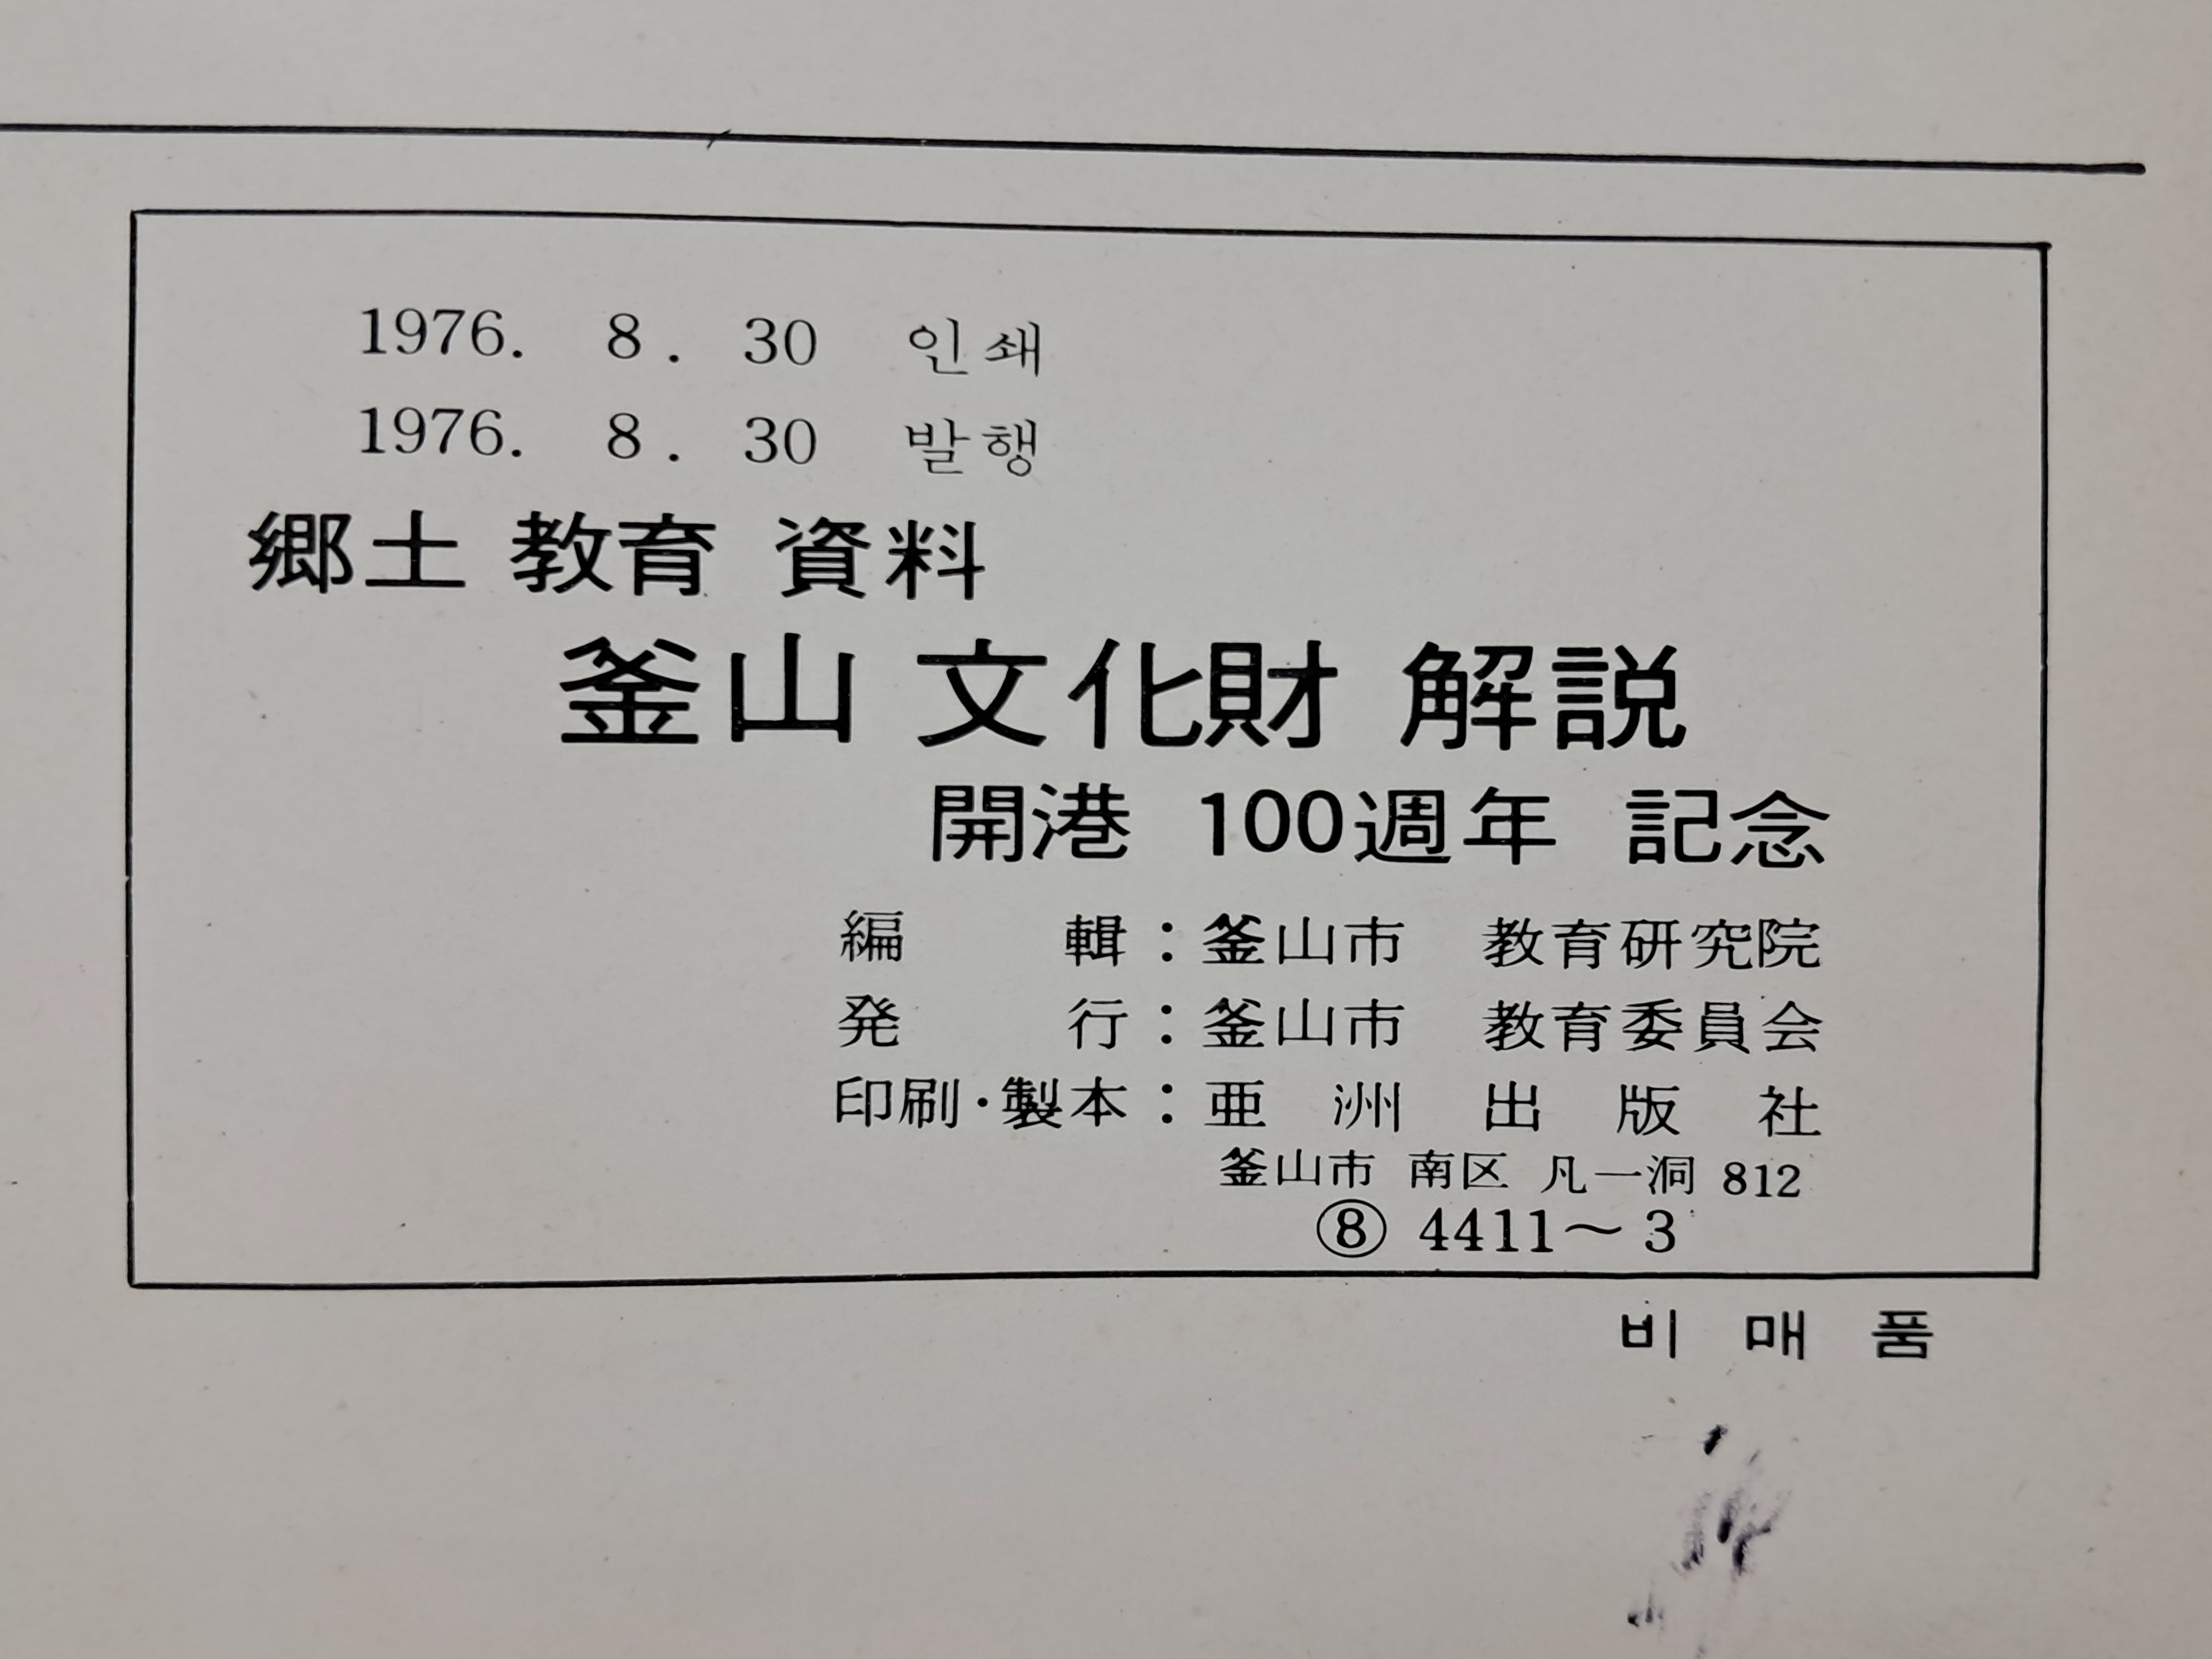 1976. 8. 30 인쇄
1976. 8. 30 발행
郷土 教育 資料
釜山 文化財 解説
開港 100週年 記念
編 輯 : 釜山市 教育研究院
発 行 : 釜山市 教育委員会
印刷·製本 : 亜 洲 出 版 社
釜山市 南区 凡一洞 812
⑧ 4411～3
비 매 품